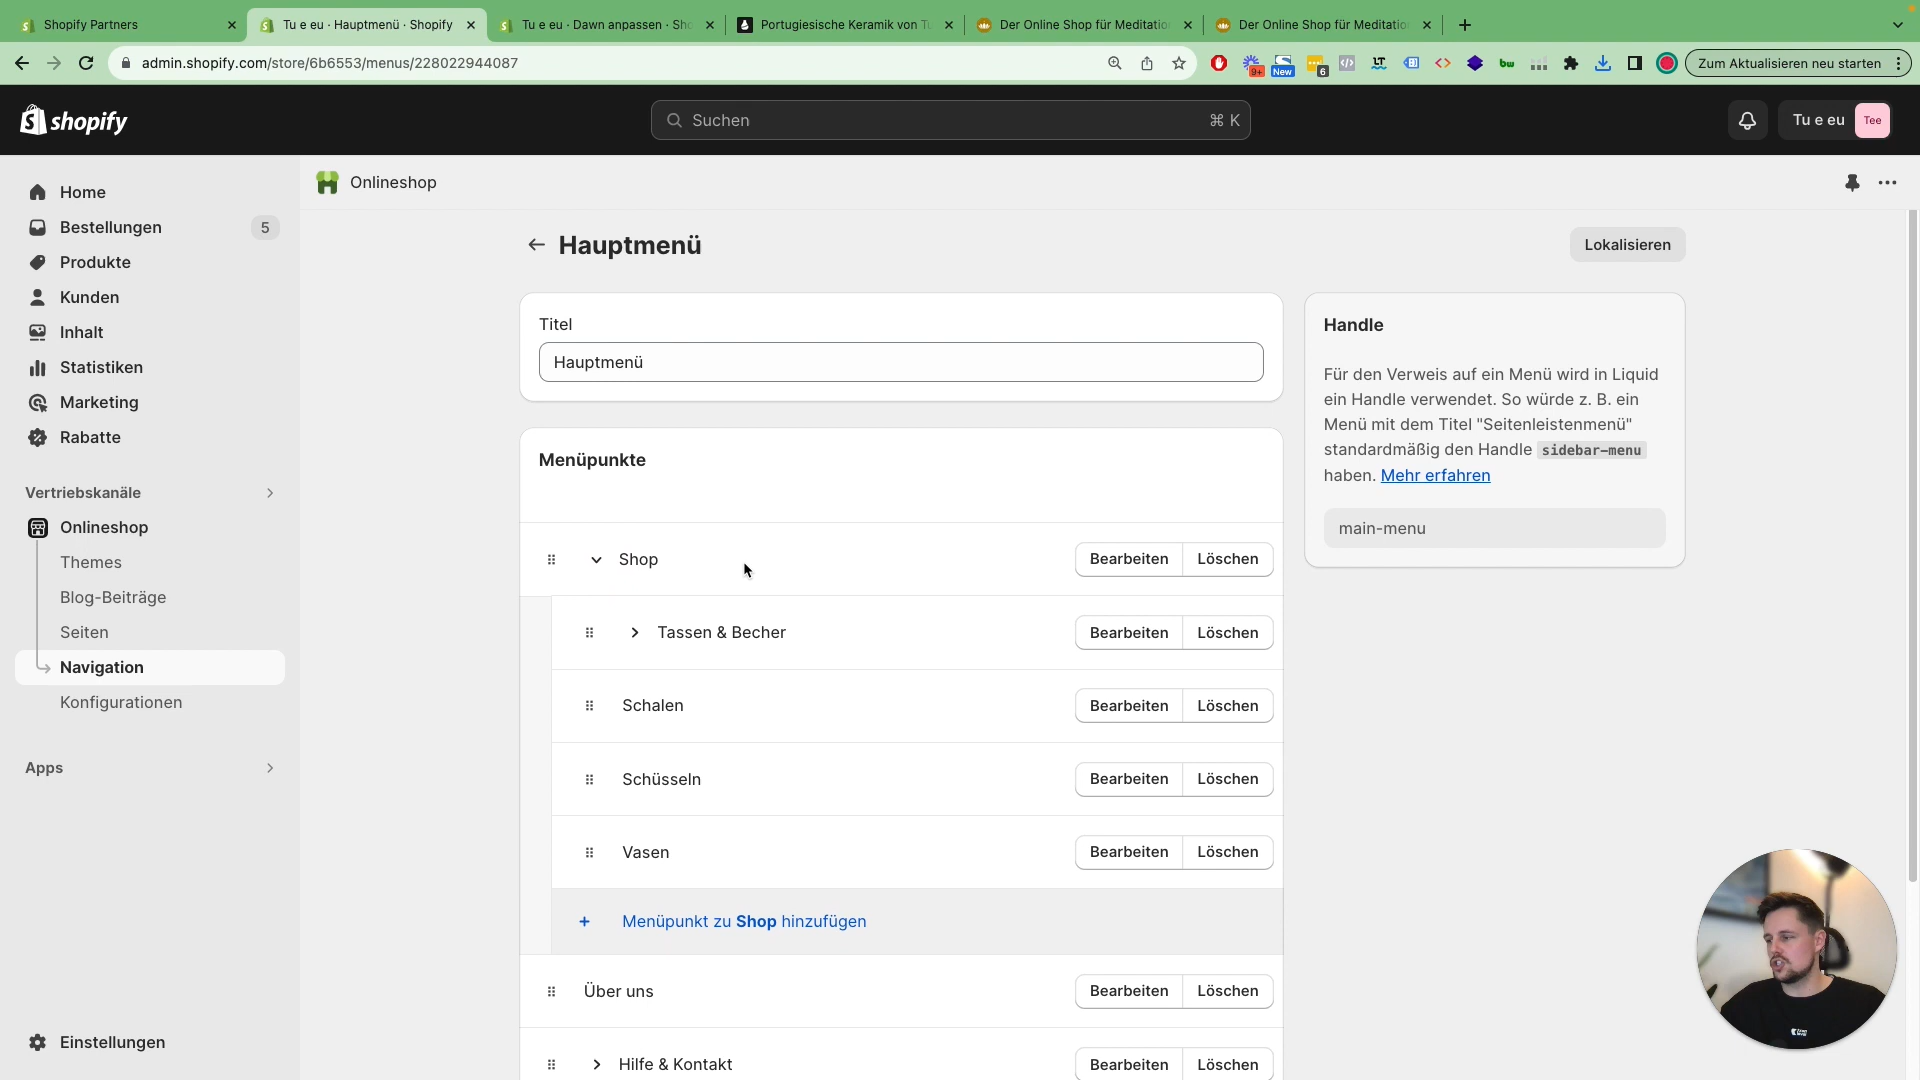 Shopify Partners
Tu e eu · Hauptmenü · Shopify
Tu e eu · Dawn anpassen · Sho
Portugiesische Keramik von Tu
Der Online Shop für Meditatio
Der Online Shop für Meditatio
admin.shopify.com/store/6b6553/menus/228022944087
9+
New
6
bw
Zum Aktualisieren neu starten
shopify
Suchen
⌘ K
Tu e eu
Tee
Home
Bestellungen
5
Produkte
Kunden
Inhalt
Statistiken
Marketing
Rabatte
Vertriebskanäle
Onlineshop
Themes
Blog-Beiträge
Seiten
Navigation
Konfigurationen
Apps
Einstellungen
Onlineshop
Hauptmenü
Lokalisieren
Titel
Hauptmenü
Menüpunkte
Shop
Bearbeiten
Löschen
Tassen & Becher
Bearbeiten
Löschen
Schalen
Bearbeiten
Löschen
Schüsseln
Bearbeiten
Löschen
Vasen
Bearbeiten
Löschen
Menüpunkt zu Shop hinzufügen
Über uns
Bearbeiten
Löschen
Hilfe & Kontakt
Bearbeiten
Löschen
Handle
Für den Verweis auf ein Menü wird in Liquid
ein Handle verwendet. So würde z. B. ein
Menü mit dem Titel "Seitenleistenmenü"
standardmäßig den Handle sidebar-menu
haben. Mehr erfahren
main-menu